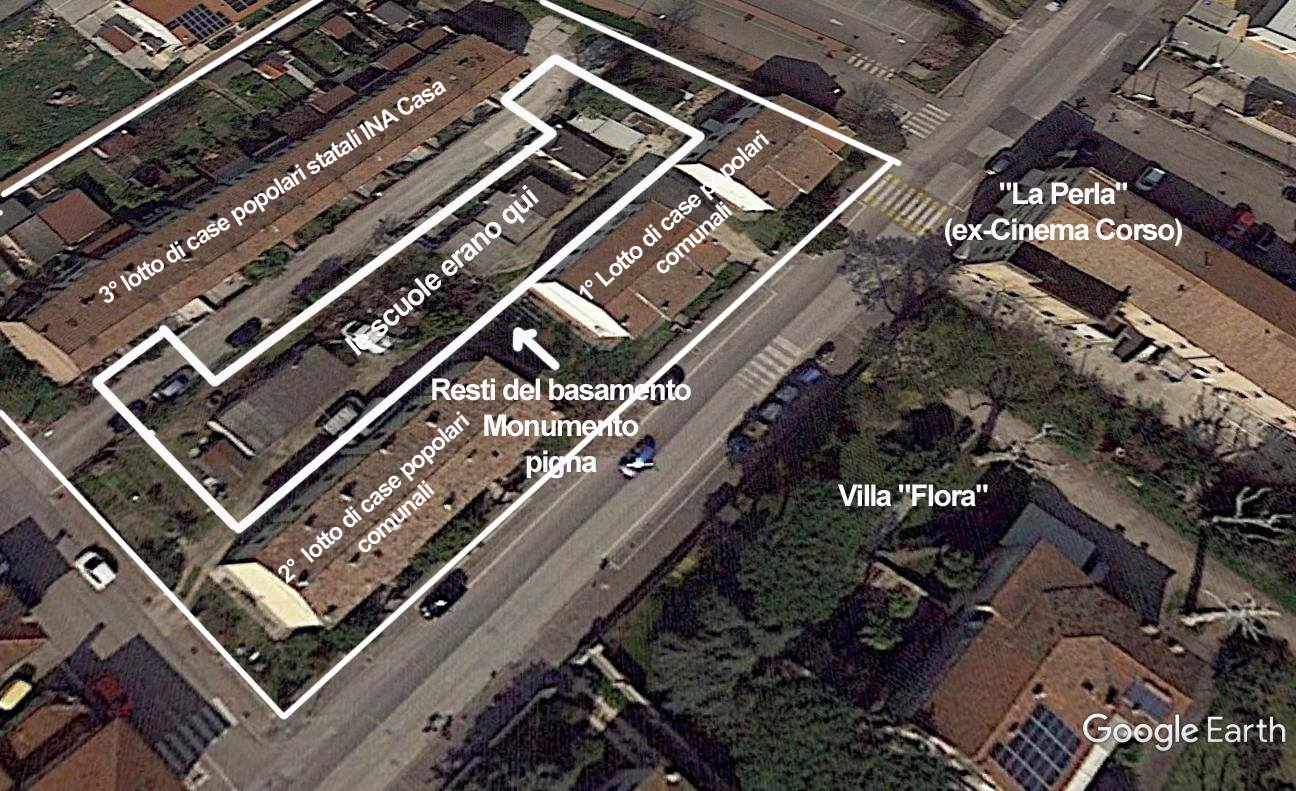 3° lotto di case popolari statali INA Casa
le scuole erano qui
1° Lotto di case popolari
comunali
"La Perla"
(ex-Cinema Corso)
Resti del basamento
Monumento
pigna
2° lotto di case popolari
comunali
Villa "Flora"
Google Earth